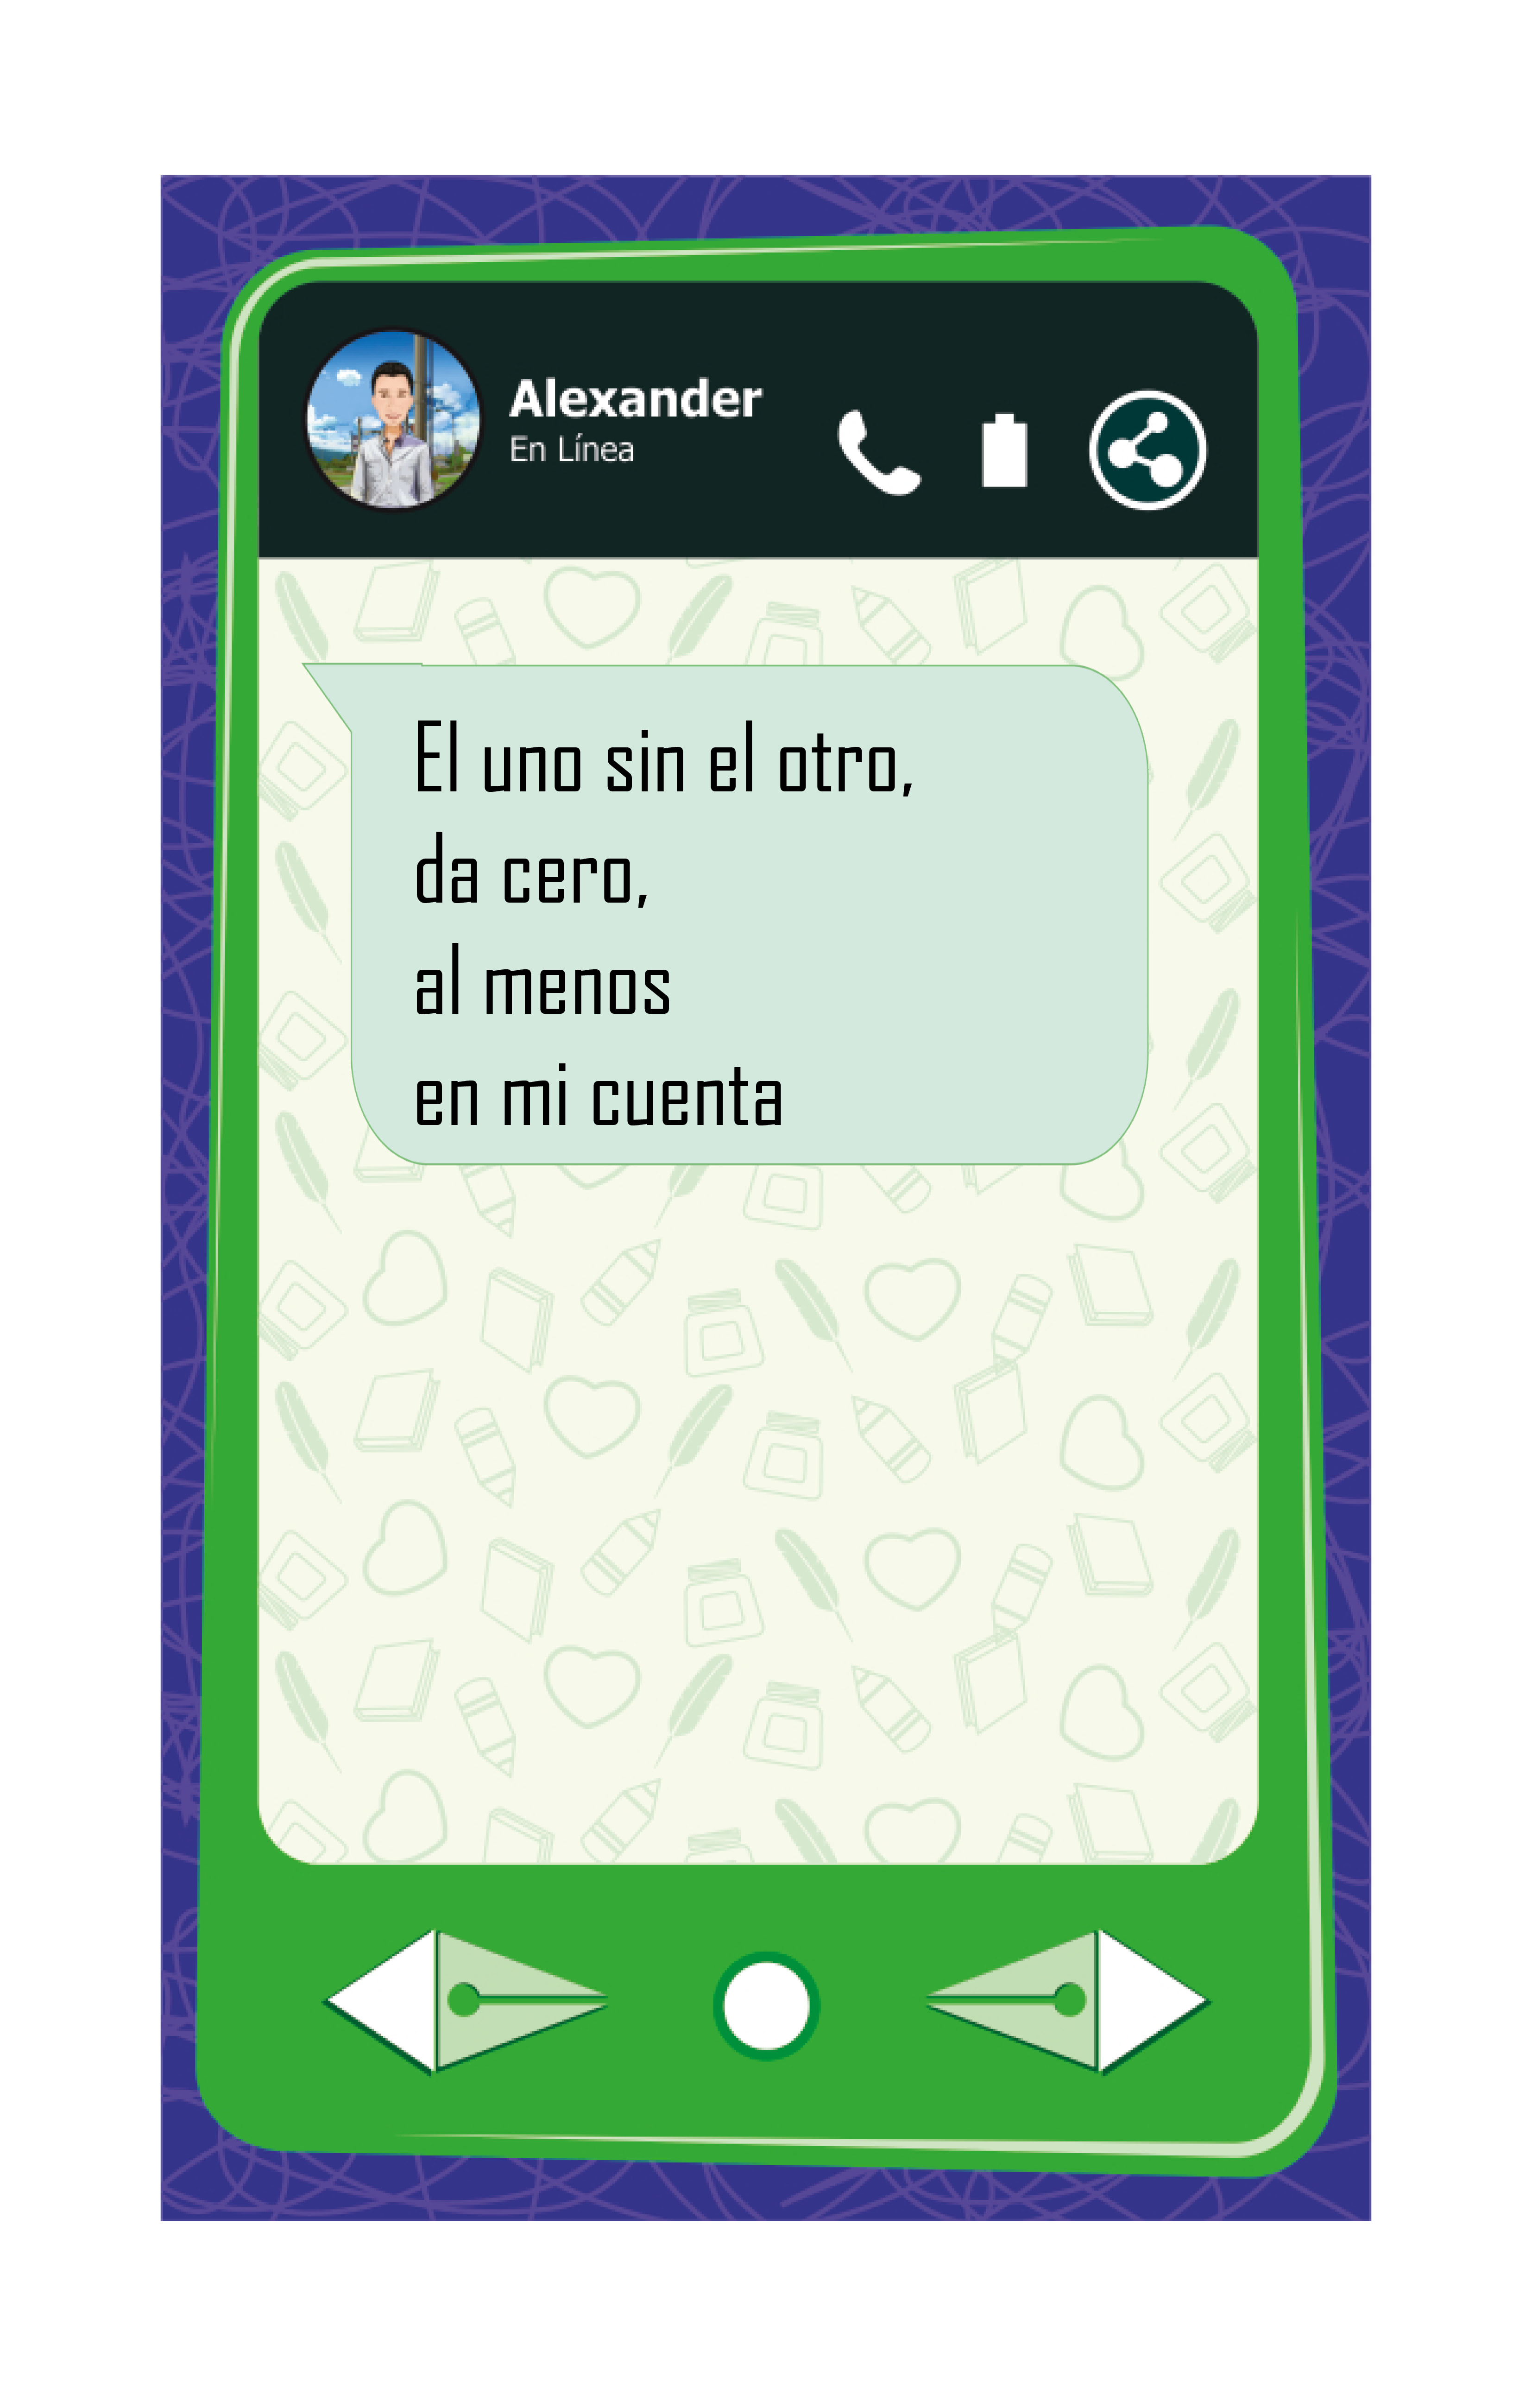 Alexander
En Línea
El uno sin el otro,
da cero,
al menos
en mi cuenta